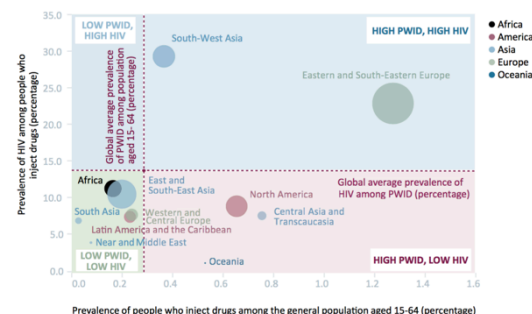 LOW PWID,
HIGH HIV
HIGH PWID, HIGH HIV
Africa
America
Asia
Europe
Oceania
Prevalence of HIV among people who
inject drugs (percentage)
35.0
30.0
25.0
20.0
15.0
10.0
5.0
0.0
Global average prevalence
of PWID among population
aged 15-64 (percentage)
South-West Asia
Eastern and South-Eastern Europe
Global average prevalence of
HIV among PWID (percentage)
Africa
East and
South-East Asia
North America
South Asia
Western and
Central Europe
Central Asia and
Transcaucasia
Latin America and the Caribbean
Near and Middle East
Oceania
LOW PWID,
LOW HIV
HIGH PWID, LOW HIV
0.0
0.2
0.4
0.6
0.8
1.0
1.2
1.4
1.6
Prevalence of people who inject drugs among the general population aged 15-64 (percentage)